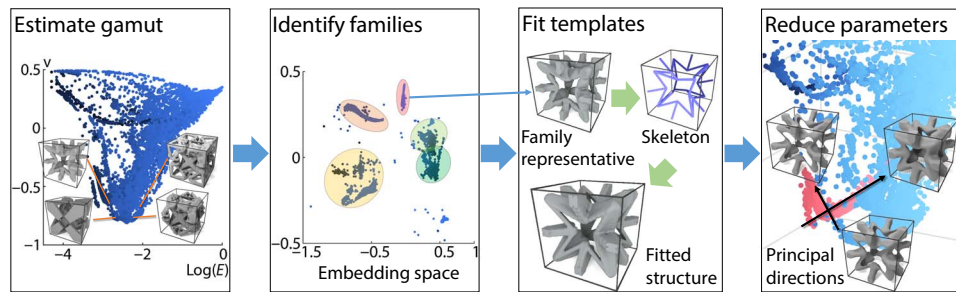 Estimate gamut
ν
0.5
0
−0.5
−1
−4
−2
0
Log(E)
Identify families
0.5
0
−0.5
−1.5
−0.5
0
0.5
1
Embedding space
Fit templates
Family
representative
Skeleton
Fitted
structure
Reduce parameters
Principal
directions